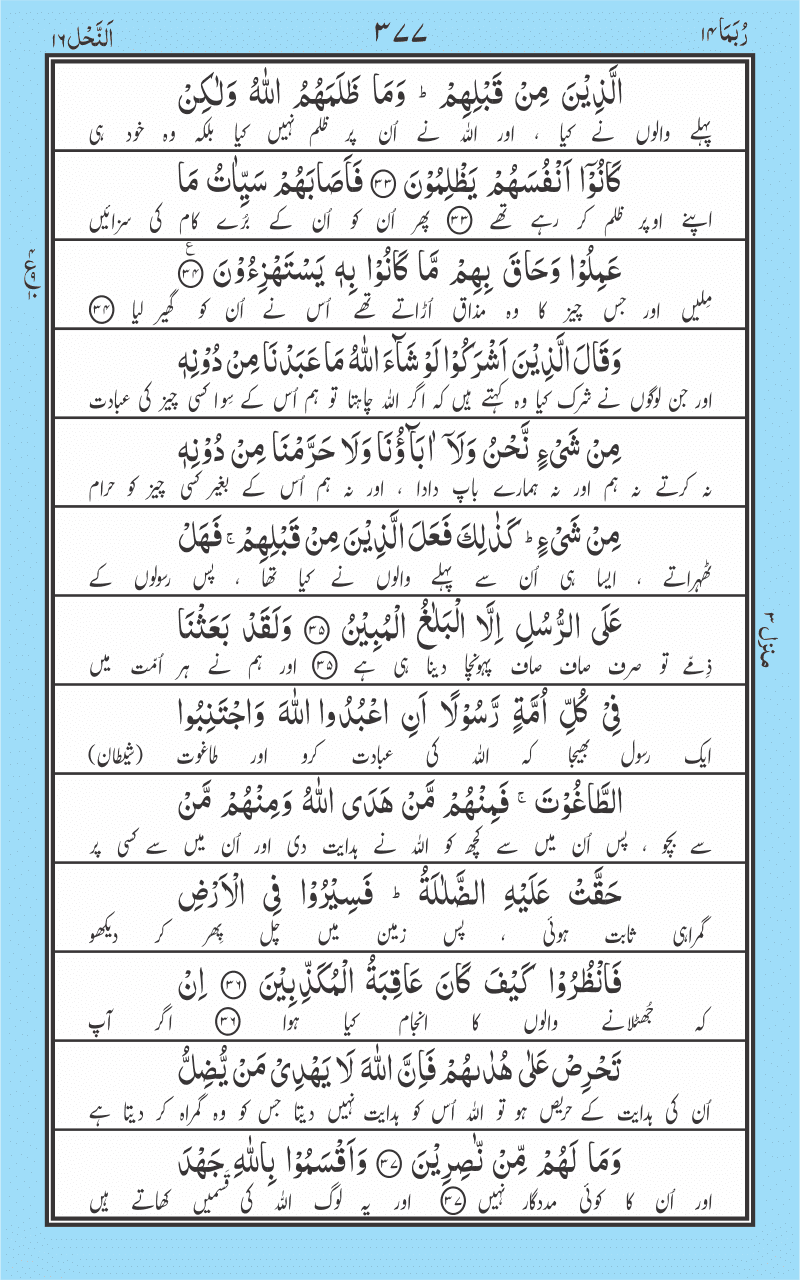 رُبَمَا ۱۴
۳۷۷
اَلنَّحْل ۱۶
الَّذِیْنَ مِنْ قَبْلِهِمْ ؕ وَمَا ظَلَمَهُمُ اللّٰهُ وَلٰكِنْ
پہلے والوں نے کیا ، اور اللہ نے اُن پر ظلم نہیں کیا بلکہ وہ خود ہی
كَانُوْۤا اَنْفُسَهُمْ یَظْلِمُوْنَ ﴿۳۳﴾ فَاَصَابَهُمْ سَیِّاٰتُ مَا
اپنے اوپر ظلم کر رہے تھے ﴿۳۳﴾ پھر اُن کو اُن کے بُرے کام کی سزائیں
عَمِلُوْا وَحَاقَ بِهِمْ مَّا كَانُوْا بِهٖ یَسْتَهْزِءُوْنَ ﴿۳۴﴾ ع
مِلیں اور جس چیز کا وہ مذاق اُڑاتے تھے اُس نے اُن کو گھیر لیا ﴿۳۴﴾
وَقَالَ الَّذِیْنَ اَشْرَكُوْا لَوْ شَآءَ اللّٰهُ مَا عَبَدْنَا مِنْ دُوْنِهٖ
اور جن لوگوں نے شرک کیا وہ کہتے ہیں کہ اگر اللہ چاہتا تو ہم اُس کے سِوا کسی چیز کی عبادت
مِنْ شَیْءٍ نَّحْنُ وَلَاۤ اٰبَآؤُنَا وَلَا حَرَّمْنَا مِنْ دُوْنِهٖ
نہ کرتے نہ ہم اور نہ ہمارے باپ دادا ، اور نہ ہم اُس کے بغیر کسی چیز کو حرام
مِنْ شَیْءٍ ؕ كَذٰلِكَ فَعَلَ الَّذِیْنَ مِنْ قَبْلِهِمْ ۚ فَهَلْ
ٹھہراتے ، ایسا ہی اُن سے پہلے والوں نے کیا تھا ، پس رسولوں کے
عَلَی الرُّسُلِ اِلَّا الْبَلٰغُ الْمُبِیْنُ ﴿۳۵﴾ وَلَقَدْ بَعَثْنَا
ذِمّے تو صرف صاف صاف پہونچا دینا ہی ہے ﴿۳۵﴾ اور ہم نے ہر اُمّت میں
فِیْ كُلِّ اُمَّةٍ رَّسُوْلًا اَنِ اعْبُدُوا اللّٰهَ وَاجْتَنِبُوا
ایک رسول بھیجا کہ اللہ کی عبادت کرو اور طاغوت (شیطان)
الطَّاغُوْتَ ۚ فَمِنْهُمْ مَّنْ هَدَی اللّٰهُ وَمِنْهُمْ مَّنْ
سے بچو ، پس اُن میں سے کچھ کو اللہ نے ہدایت دی اور اُن میں سے کسی پر
حَقَّتْ عَلَیْهِ الضَّلٰلَةُ ؕ فَسِیْرُوْا فِی الْاَرْضِ
گمراہی ثابت ہوئی ، پس زمین میں چَل پِھر کر دیکھو
فَانْظُرُوْا كَیْفَ كَانَ عَاقِبَةُ الْمُكَذِّبِیْنَ ﴿۳۶﴾ اِنْ
کہ جُھٹلانے والوں کا انجام کیا ہوا ﴿۳۶﴾ اگر آپ
تَحْرِصْ عَلٰی هُدٰىهُمْ فَاِنَّ اللّٰهَ لَا یَهْدِیْ مَنْ یُّضِلُّ
اُن کی ہدایت کے حریص ہو تو اللہ اُس کو ہدایت نہیں دیتا جس کو وہ گمراہ کر دیتا ہے
وَمَا لَهُمْ مِّنْ نّٰصِرِیْنَ ﴿۳۷﴾ وَاَقْسَمُوْا بِاللّٰهِ جَهْدَ
اور اُن کا کوئی مددگار نہیں ﴿۳۷﴾ اور یہ لوگ اللہ کی قَسمیں کھاتے ہیں
منزل ۳